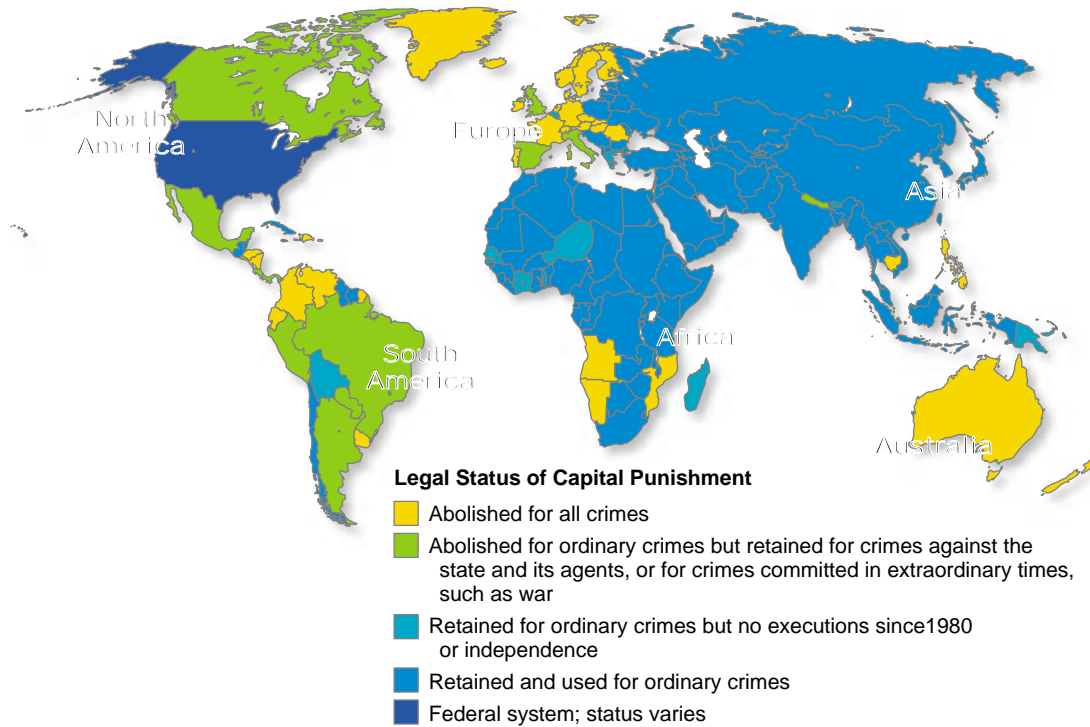 North
America
Europe
Asia
Africa
South
America
Australia
Legal Status of Capital Punishment
Abolished for all crimes
Abolished for ordinary crimes but retained for crimes against the
state and its agents, or for crimes committed in extraordinary times,
such as war
Retained for ordinary crimes but no executions since1980
or independence
Retained and used for ordinary crimes
Federal system; status varies